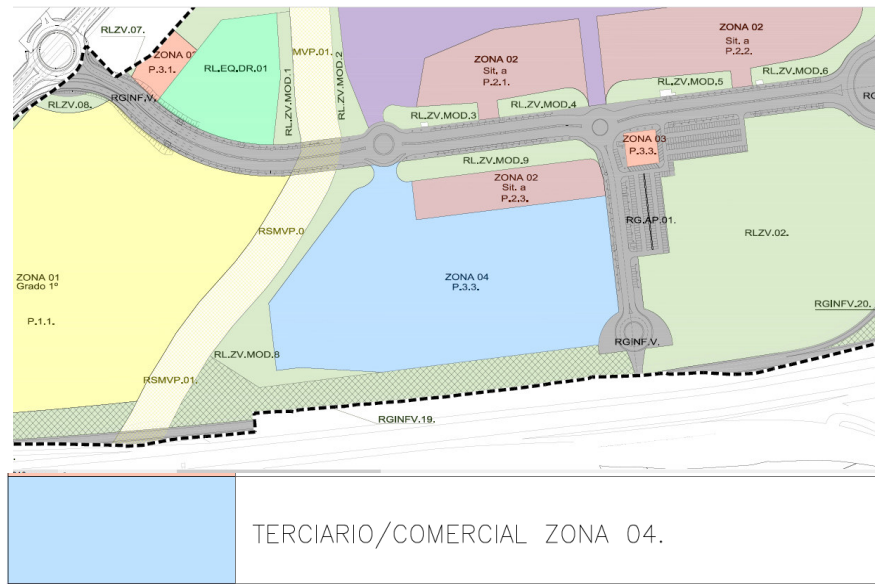 RLZV.07.
ZONA 03
P.3.1.
RL.EQ.DR.01
MVP.01.
RL.ZV.MOD.2
RL.ZV.MOD.1
ZONA 02
Sit. a
P.2.1.
ZONA 02
Sit. a
P.2.2.
RLZV.08.
RGINF.V.
RL.ZV.MOD.3
RL.ZV.MOD.4
RL.ZV.MOD.5
RL.ZV.MOD.6
RG
ZONA 03
P.3.3.
RL.ZV.MOD.9
ZONA 02
Sit. a
P.2.3.
RSMVP.0
RG.AP.01.
RLZV.02.
ZONA 01
Grado 1º
P.1.1.
ZONA 04
P.3.3.
RGINFV.20.
RGINF.V.
RL.ZV.MOD.8
RSMVP.01.
RGINFV.19.
TERCIARIO/COMERCIAL ZONA 04.